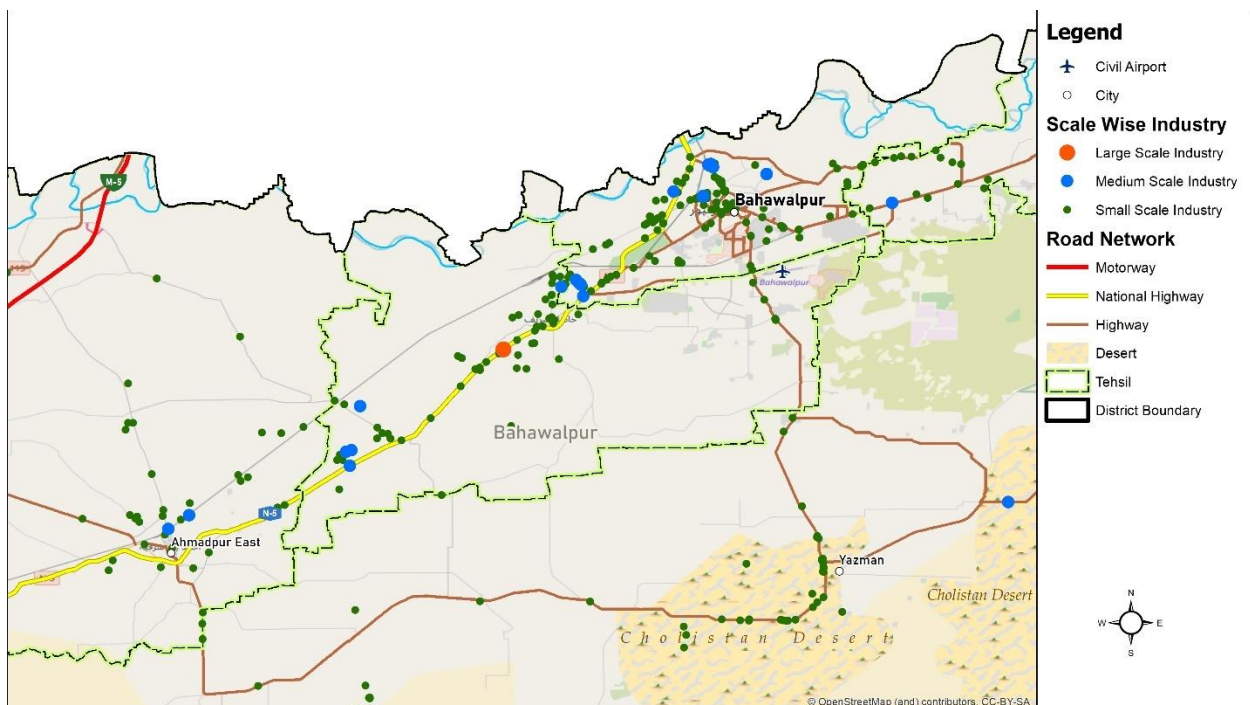 M-5
Bahawalpur
Bahawalpur
Bahawalpur
N-5
Ahmadpur East
Yazman
Cholistan Desert
Cholistan Desert
© OpenStreetMap (and) contributors, CC-BY-SA
Legend
Civil Airport
City
Scale Wise Industry
Large Scale Industry
Medium Scale Industry
Small Scale Industry
Road Network
Motorway
National Highway
Highway
Desert
Tehsil
District Boundary
N
W
E
S